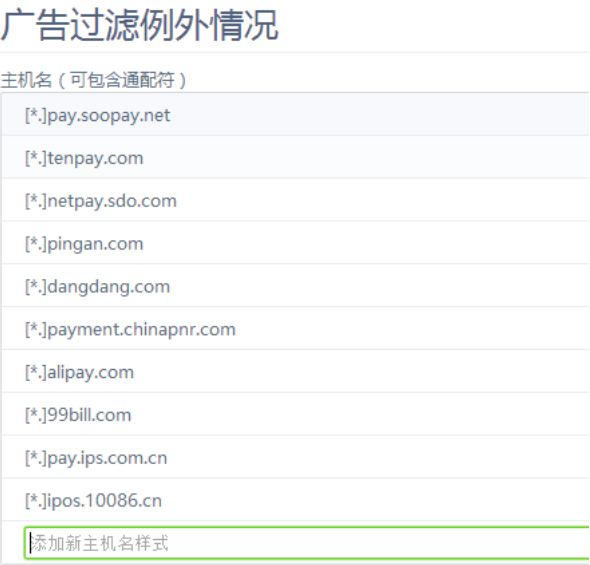 广告过滤例外情况
主机名（可包含通配符）
[*.]pay.soopay.net
[*.]tenpay.com
[*.]netpay.sdo.com
[*.]pingan.com
[*.]dangdang.com
[*.]payment.chinapnr.com
[*.]alipay.com
[*.]99bill.com
[*.]pay.ips.com.cn
[*.]ipos.10086.cn
添加新主机名样式